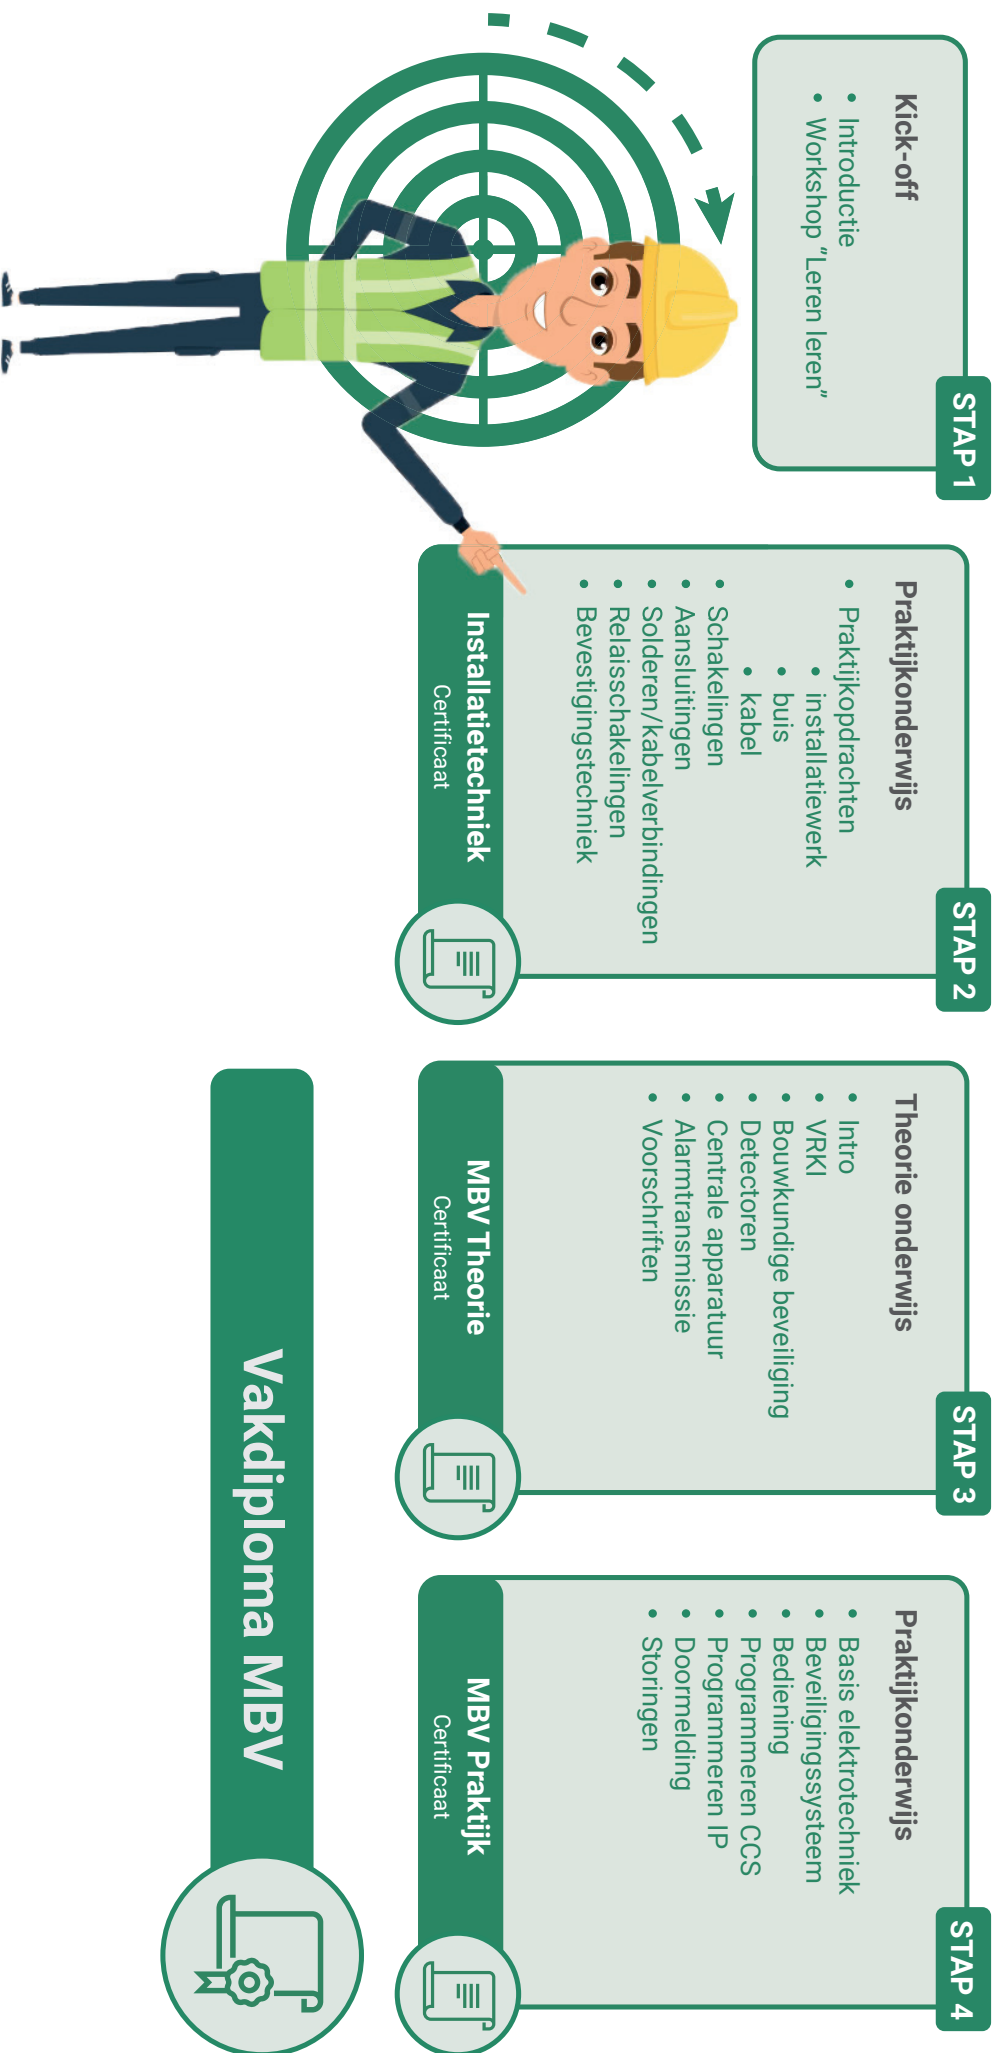 STAP 1
Kick-off
• Introductie
• Workshop “Leren leren”
STAP 2
Praktijkonderwijs
• Praktijkopdrachten
• installatiewerk
• buis
• kabel
• Schakelingen
• Aansluitingen
• Solderen/kabelverbindingen
• Relaisschakelingen
• Bevestigingstechniek
Installatietechniek
Certificaat
STAP 3
Theorie onderwijs
• Intro
• VRKI
• Bouwkundige beveiliging
• Detectoren
• Centrale apparatuur
• Alarmtransmissie
• Voorschriften
MBV Theorie
Certificaat
STAP 4
Praktijkonderwijs
• Basis elektrotechniek
• Beveiligingssysteem
• Bediening
• Programmeren CCS
• Programmeren IP
• Doormelding
• Storingen
MBV Praktijk
Certificaat
Vakdiploma MBV